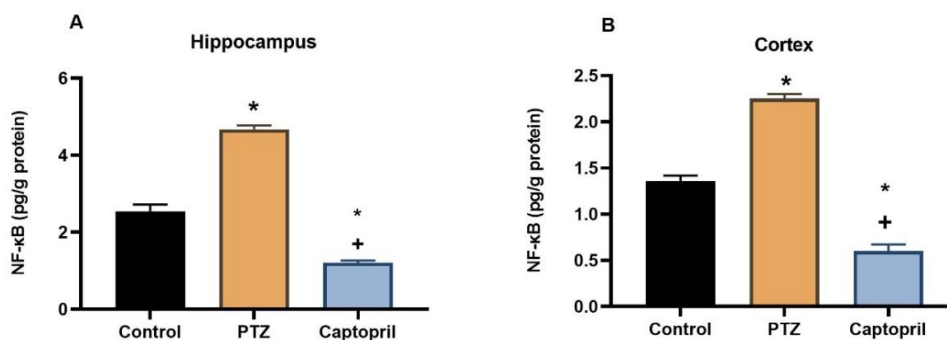 A
Hippocampus
NF-κB (pg/g protein)
6
4
2
0
*
*
+
Control PTZ Captopril
B
Cortex
NF-κB (pg/g protein)
2.5
2.0
1.5
1.0
0.5
0.0
*
*
+
Control PTZ Captopril